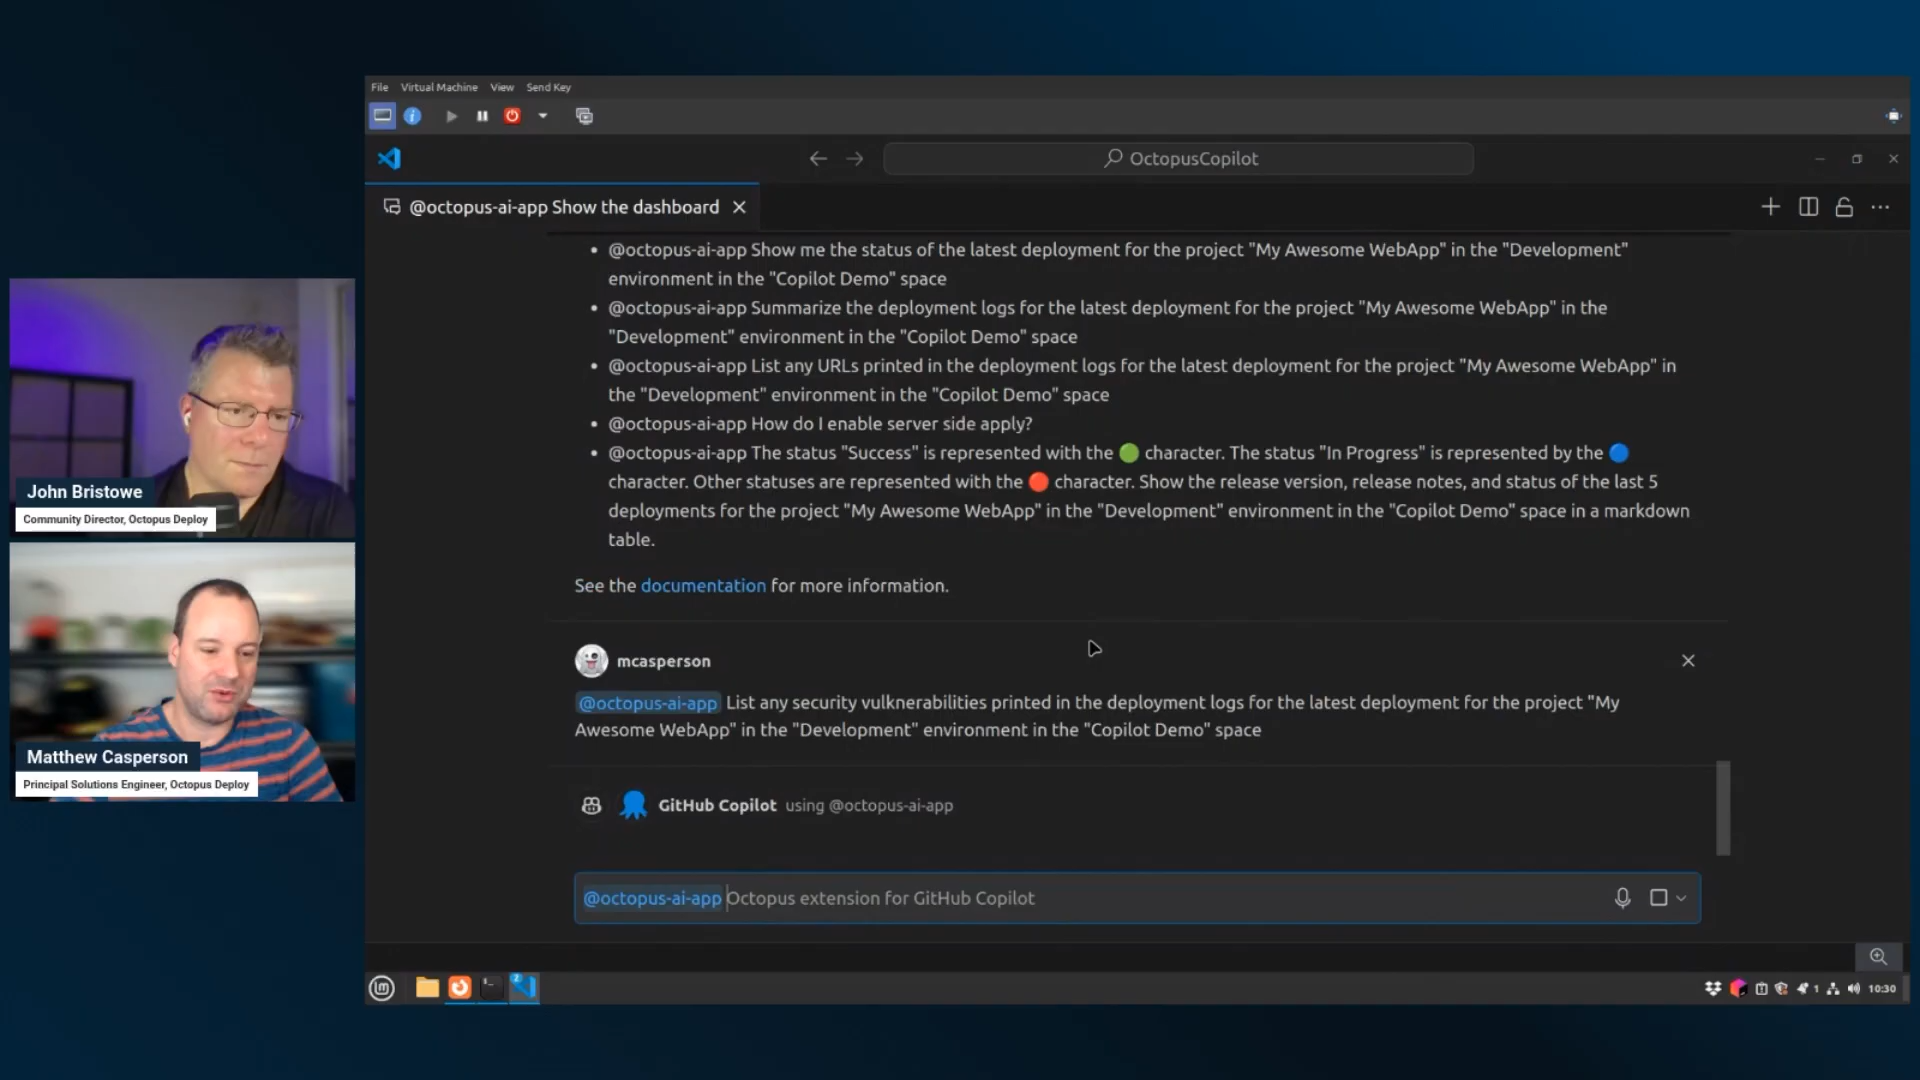 File Virtual Machine View Send Key
OctopusCopilot
@octopus-ai-app Show the dashboard
• @octopus-ai-app Show me the status of the latest deployment for the project "My Awesome WebApp" in the "Development"
environment in the "Copilot Demo" space
• @octopus-ai-app Summarize the deployment logs for the latest deployment for the project "My Awesome WebApp" in the
"Development" environment in the "Copilot Demo" space
• @octopus-ai-app List any URLs printed in the deployment logs for the latest deployment for the project "My Awesome WebApp" in
the "Development" environment in the "Copilot Demo" space
• @octopus-ai-app How do I enable server side apply?
• @octopus-ai-app The status "Success" is represented with the 🟢 character. The status "In Progress" is represented by the 🔵
character. Other statuses are represented with the 🔴 character. Show the release version, release notes, and status of the last 5
deployments for the project "My Awesome WebApp" in the "Development" environment in the "Copilot Demo" space in a markdown
table.
See the documentation for more information.
mcasperson
@octopus-ai-app List any security vulknerabilities printed in the deployment logs for the latest deployment for the project "My
Awesome WebApp" in the "Development" environment in the "Copilot Demo" space
GitHub Copilot using @octopus-ai-app
@octopus-ai-app Octopus extension for GitHub Copilot
2
1 10:30
John Bristowe
Community Director, Octopus Deploy
Matthew Casperson
Principal Solutions Engineer, Octopus Deploy